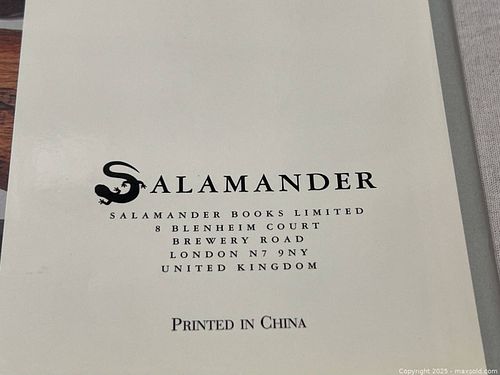 SALAMANDER
SALAMANDER BOOKS LIMITED
8 BLENHEIM COURT
BREWERY ROAD
LONDON N7 9NY
UNITED KINGDOM
PRINTED IN CHINA
Copyright 2025 - maxsold.com